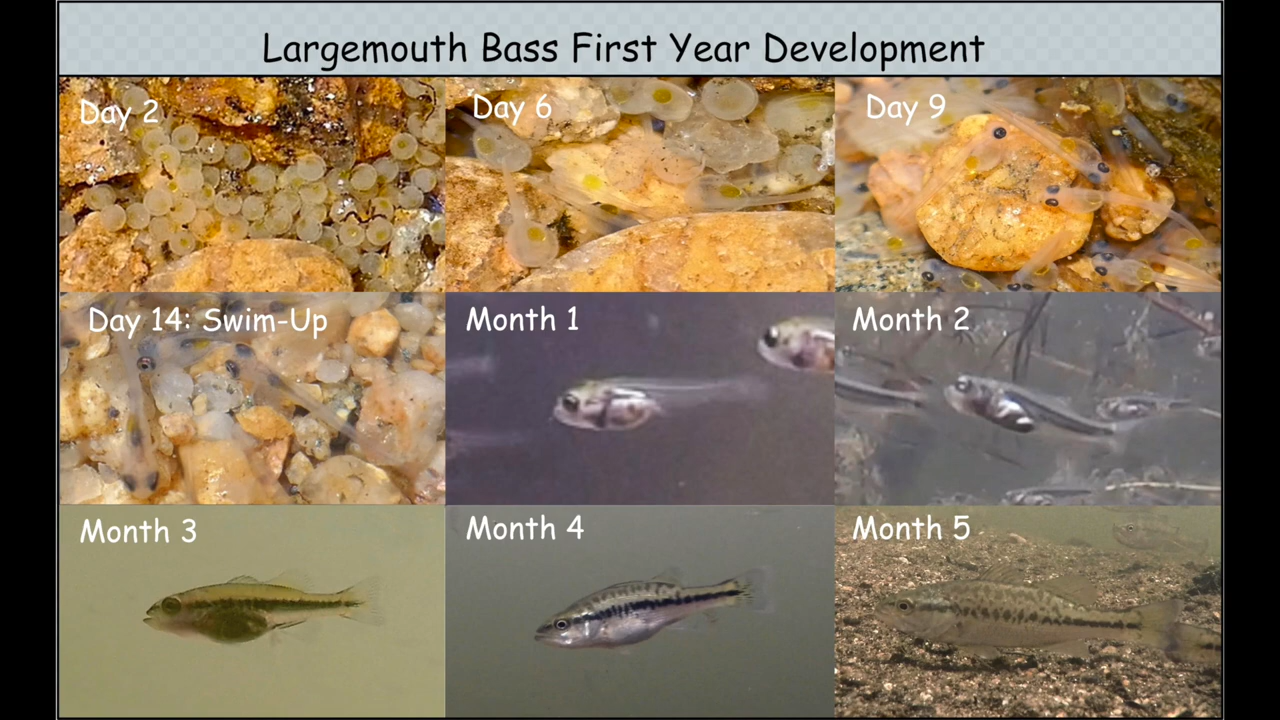 Largemouth Bass First Year Development
Day 2
Day 6
Day 9
Day 14: Swim-Up
Month 1
Month 2
Month 3
Month 4
Month 5